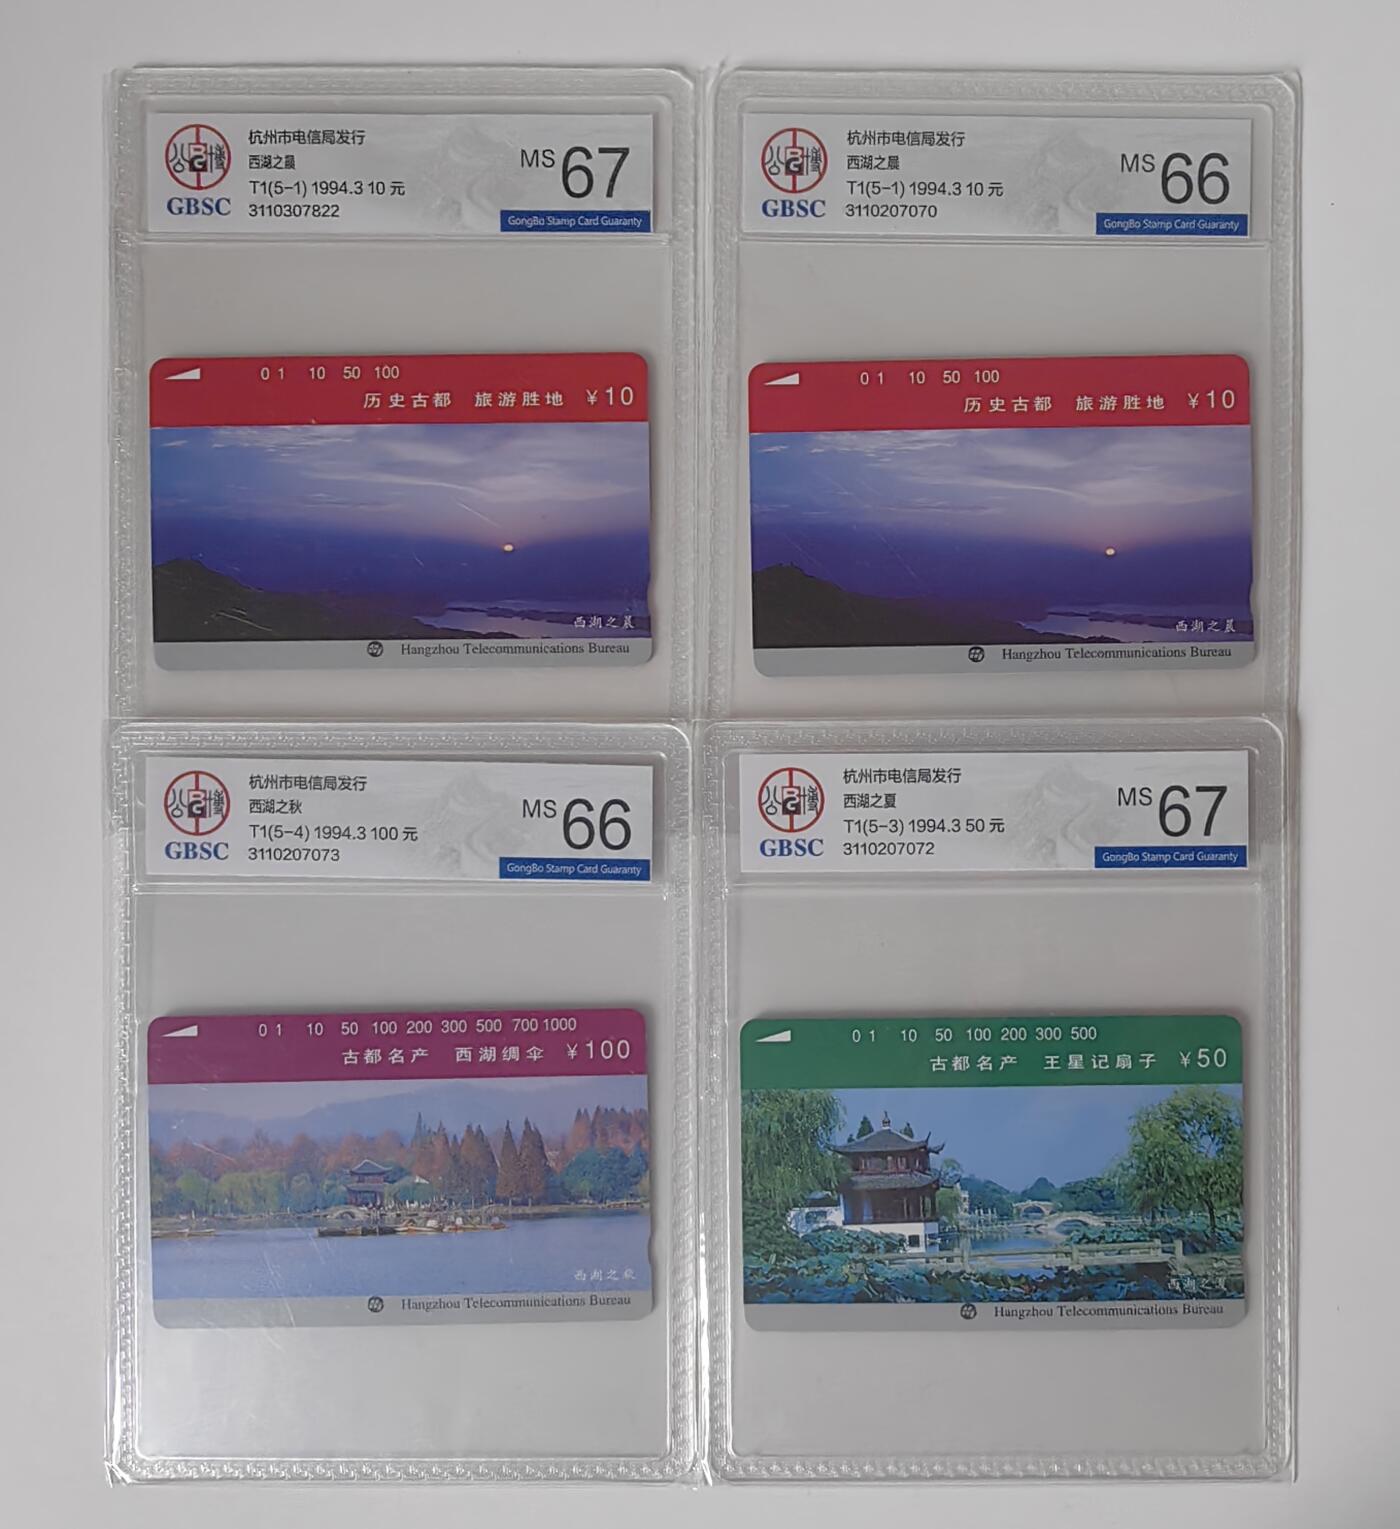 杭州市电信局发行
西湖之晨
T1(5-1) 1994.3 10 元
3110307822
GBSC
MS 67
GongBo Stamp Card Guaranty
0 1 10 50 100
历史古都 旅游胜地 ¥10
西湖之晨
Hangzhou Telecommunications Bureau
杭州市电信局发行
西湖之晨
T1(5-1) 1994.3 10 元
3110207070
GBSC
MS 66
GongBo Stamp Card Guaranty
0 1 10 50 100
历史古都 旅游胜地 ¥10
西湖之晨
Hangzhou Telecommunications Bureau
杭州市电信局发行
西湖之秋
T1(5-4) 1994.3 100 元
3110207073
GBSC
MS 66
GongBo Stamp Card Guaranty
0 1 10 50 100 200 300 500 700 1000
古都名产 西湖绸伞 ¥100
西湖之秋
Hangzhou Telecommunications Bureau
杭州市电信局发行
西湖之夏
T1(5-3) 1994.3 50 元
3110207072
GBSC
MS 67
GongBo Stamp Card Guaranty
0 1 10 50 100 200 300 500
古都名产 王星记扇子 ¥50
西湖之夏
Hangzhou Telecommunications Bureau